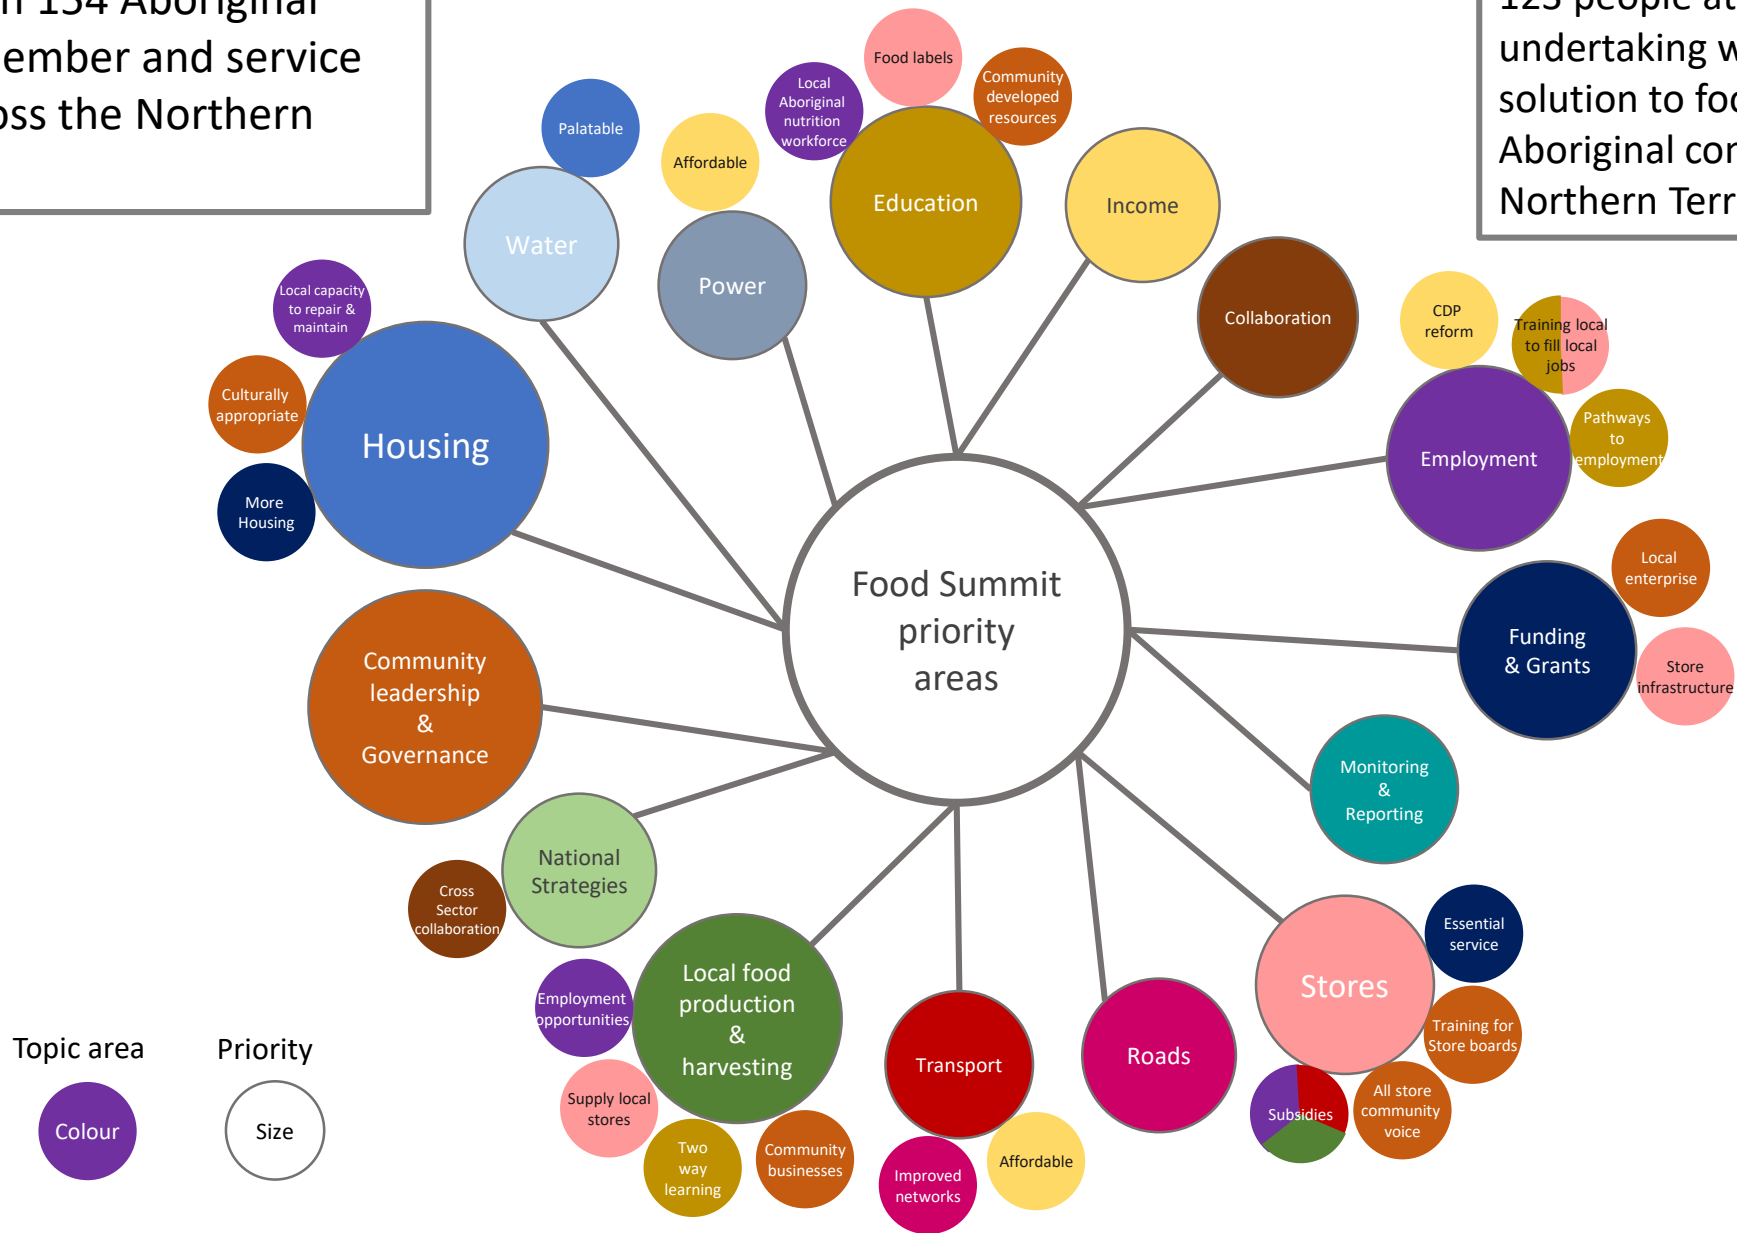 134 Aboriginal
ember and service
oss the Northern
123 people at
undertaking
solution to
Aboriginal
Northern
Food labels
Local
Aboriginal
nutrition
workforce
Community
developed
resources
Palatable
Affordable
Education
Income
Water
Power
Collaboration
Local capacity
to repair &
maintain
CDP
reform
Training local
to fill local
jobs
Culturally
appropriate
Housing
Pathways
to
employment
Employment
More
Housing
Local
enterprise
Food Summit
priority
areas
Funding
& Grants
Store
infrastructure
Community
leadership
&
Governance
Monitoring
&
Reporting
National
Strategies
Cross
Sector
collaboration
Essential
service
Stores
Employment
opportunities
Local food
production
&
harvesting
Training for
Store boards
Transport
Roads
Supply local
stores
Subsidies
All store
community
voice
Two
way
learning
Community
businesses
Improved
networks
Affordable
Topic area
Priority
Colour
Size